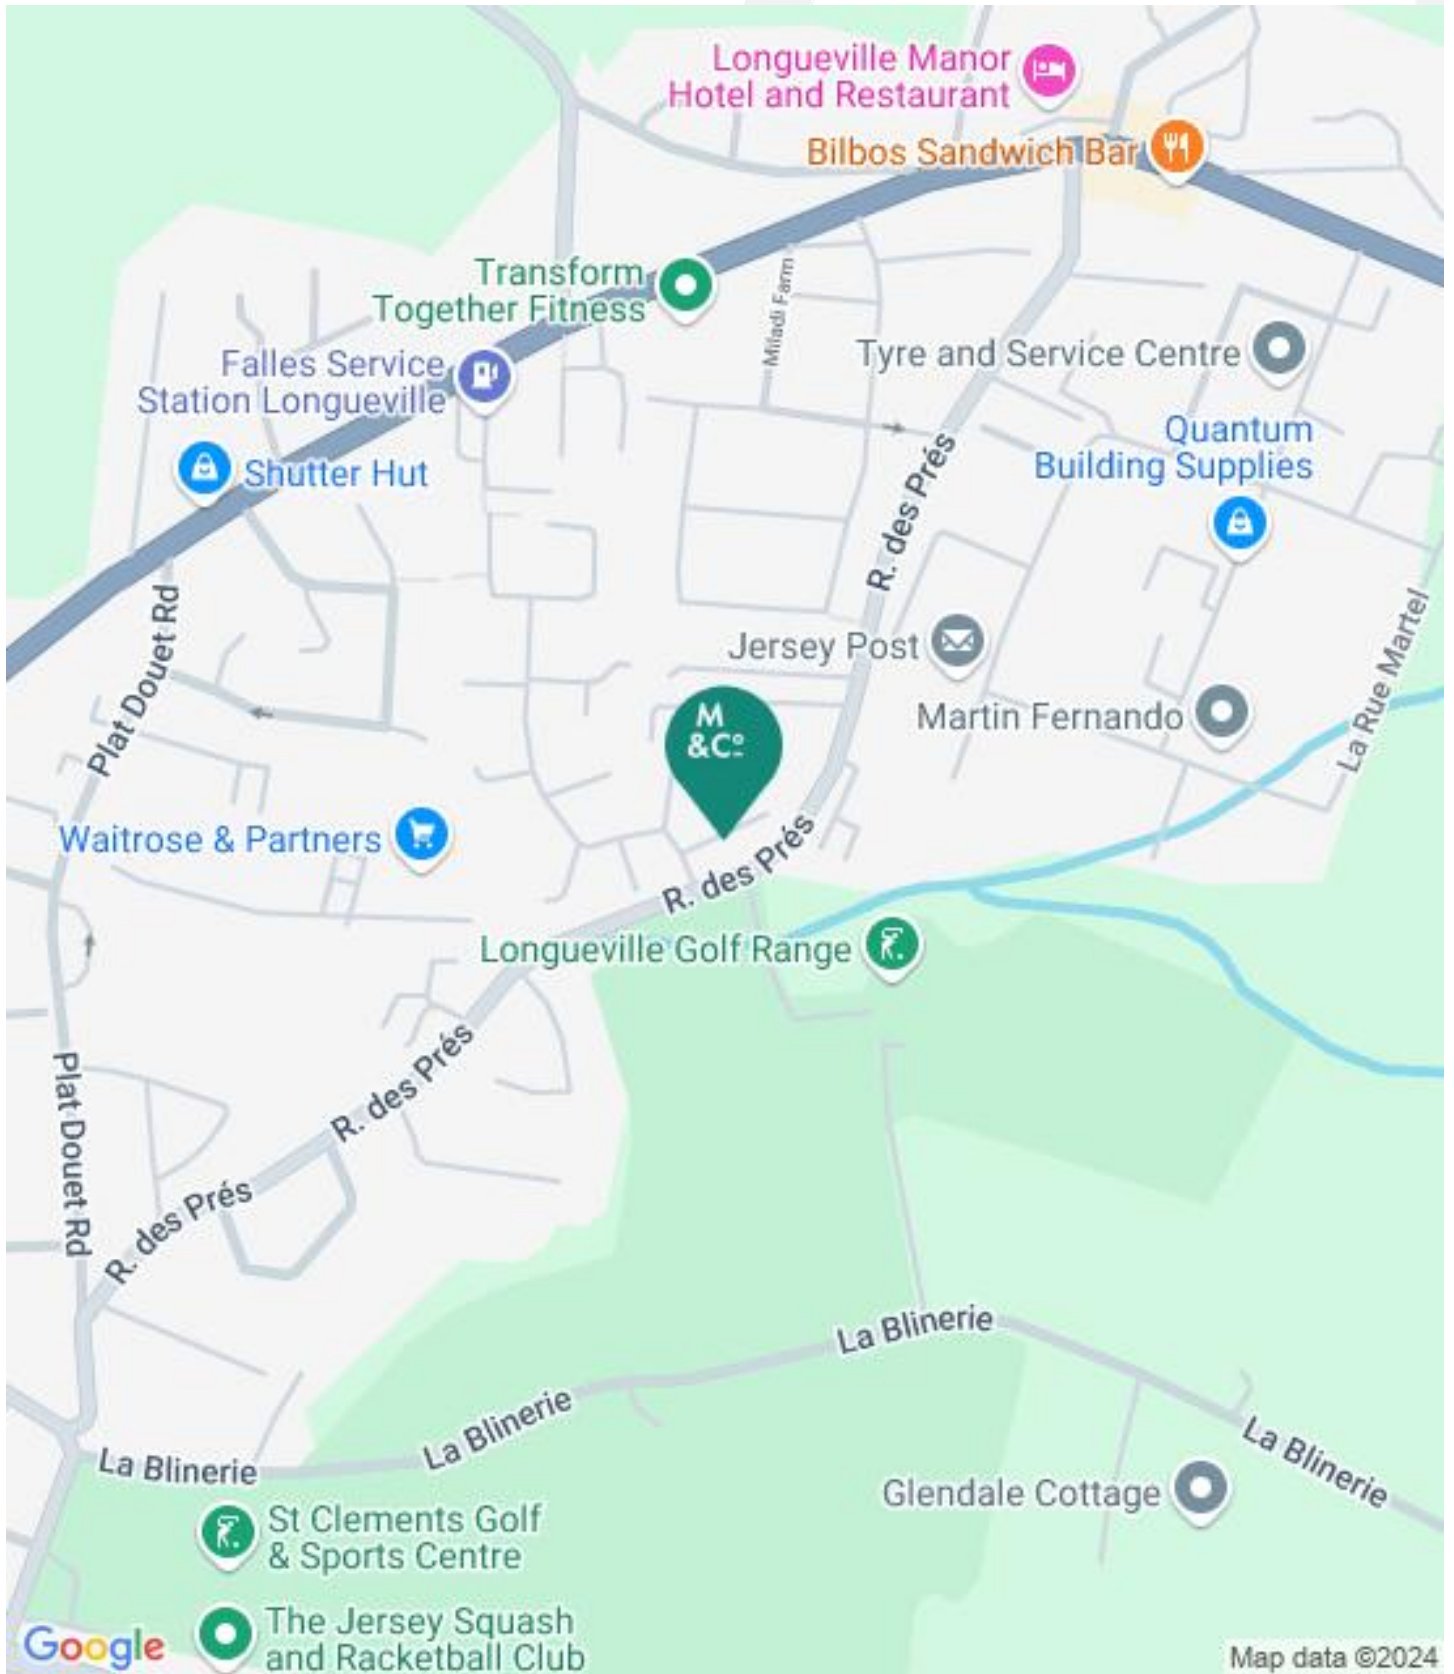 Longueville Manor
Hotel and Restaurant
Bilbos Sandwich Bar
Transform
Together Fitness
Miladi Farm
Falles Service
Station Longueville
Tyre and Service Centre
Shutter Hut
Quantum
Building Supplies
R. des Prés
Plat Douet Rd
Jersey Post
La Rue Martel
M
&Cº
Martin Fernando
Waitrose & Partners
R. des Prés
Longueville Golf Range
R. des Prés
Plat Douet Rd
R. des Prés
La Blinerie
La Blinerie
La Blinerie
La Blinerie
Glendale Cottage
St Clements Golf
& Sports Centre
The Jersey Squash
and Racketball Club
Google
Map data ©2024